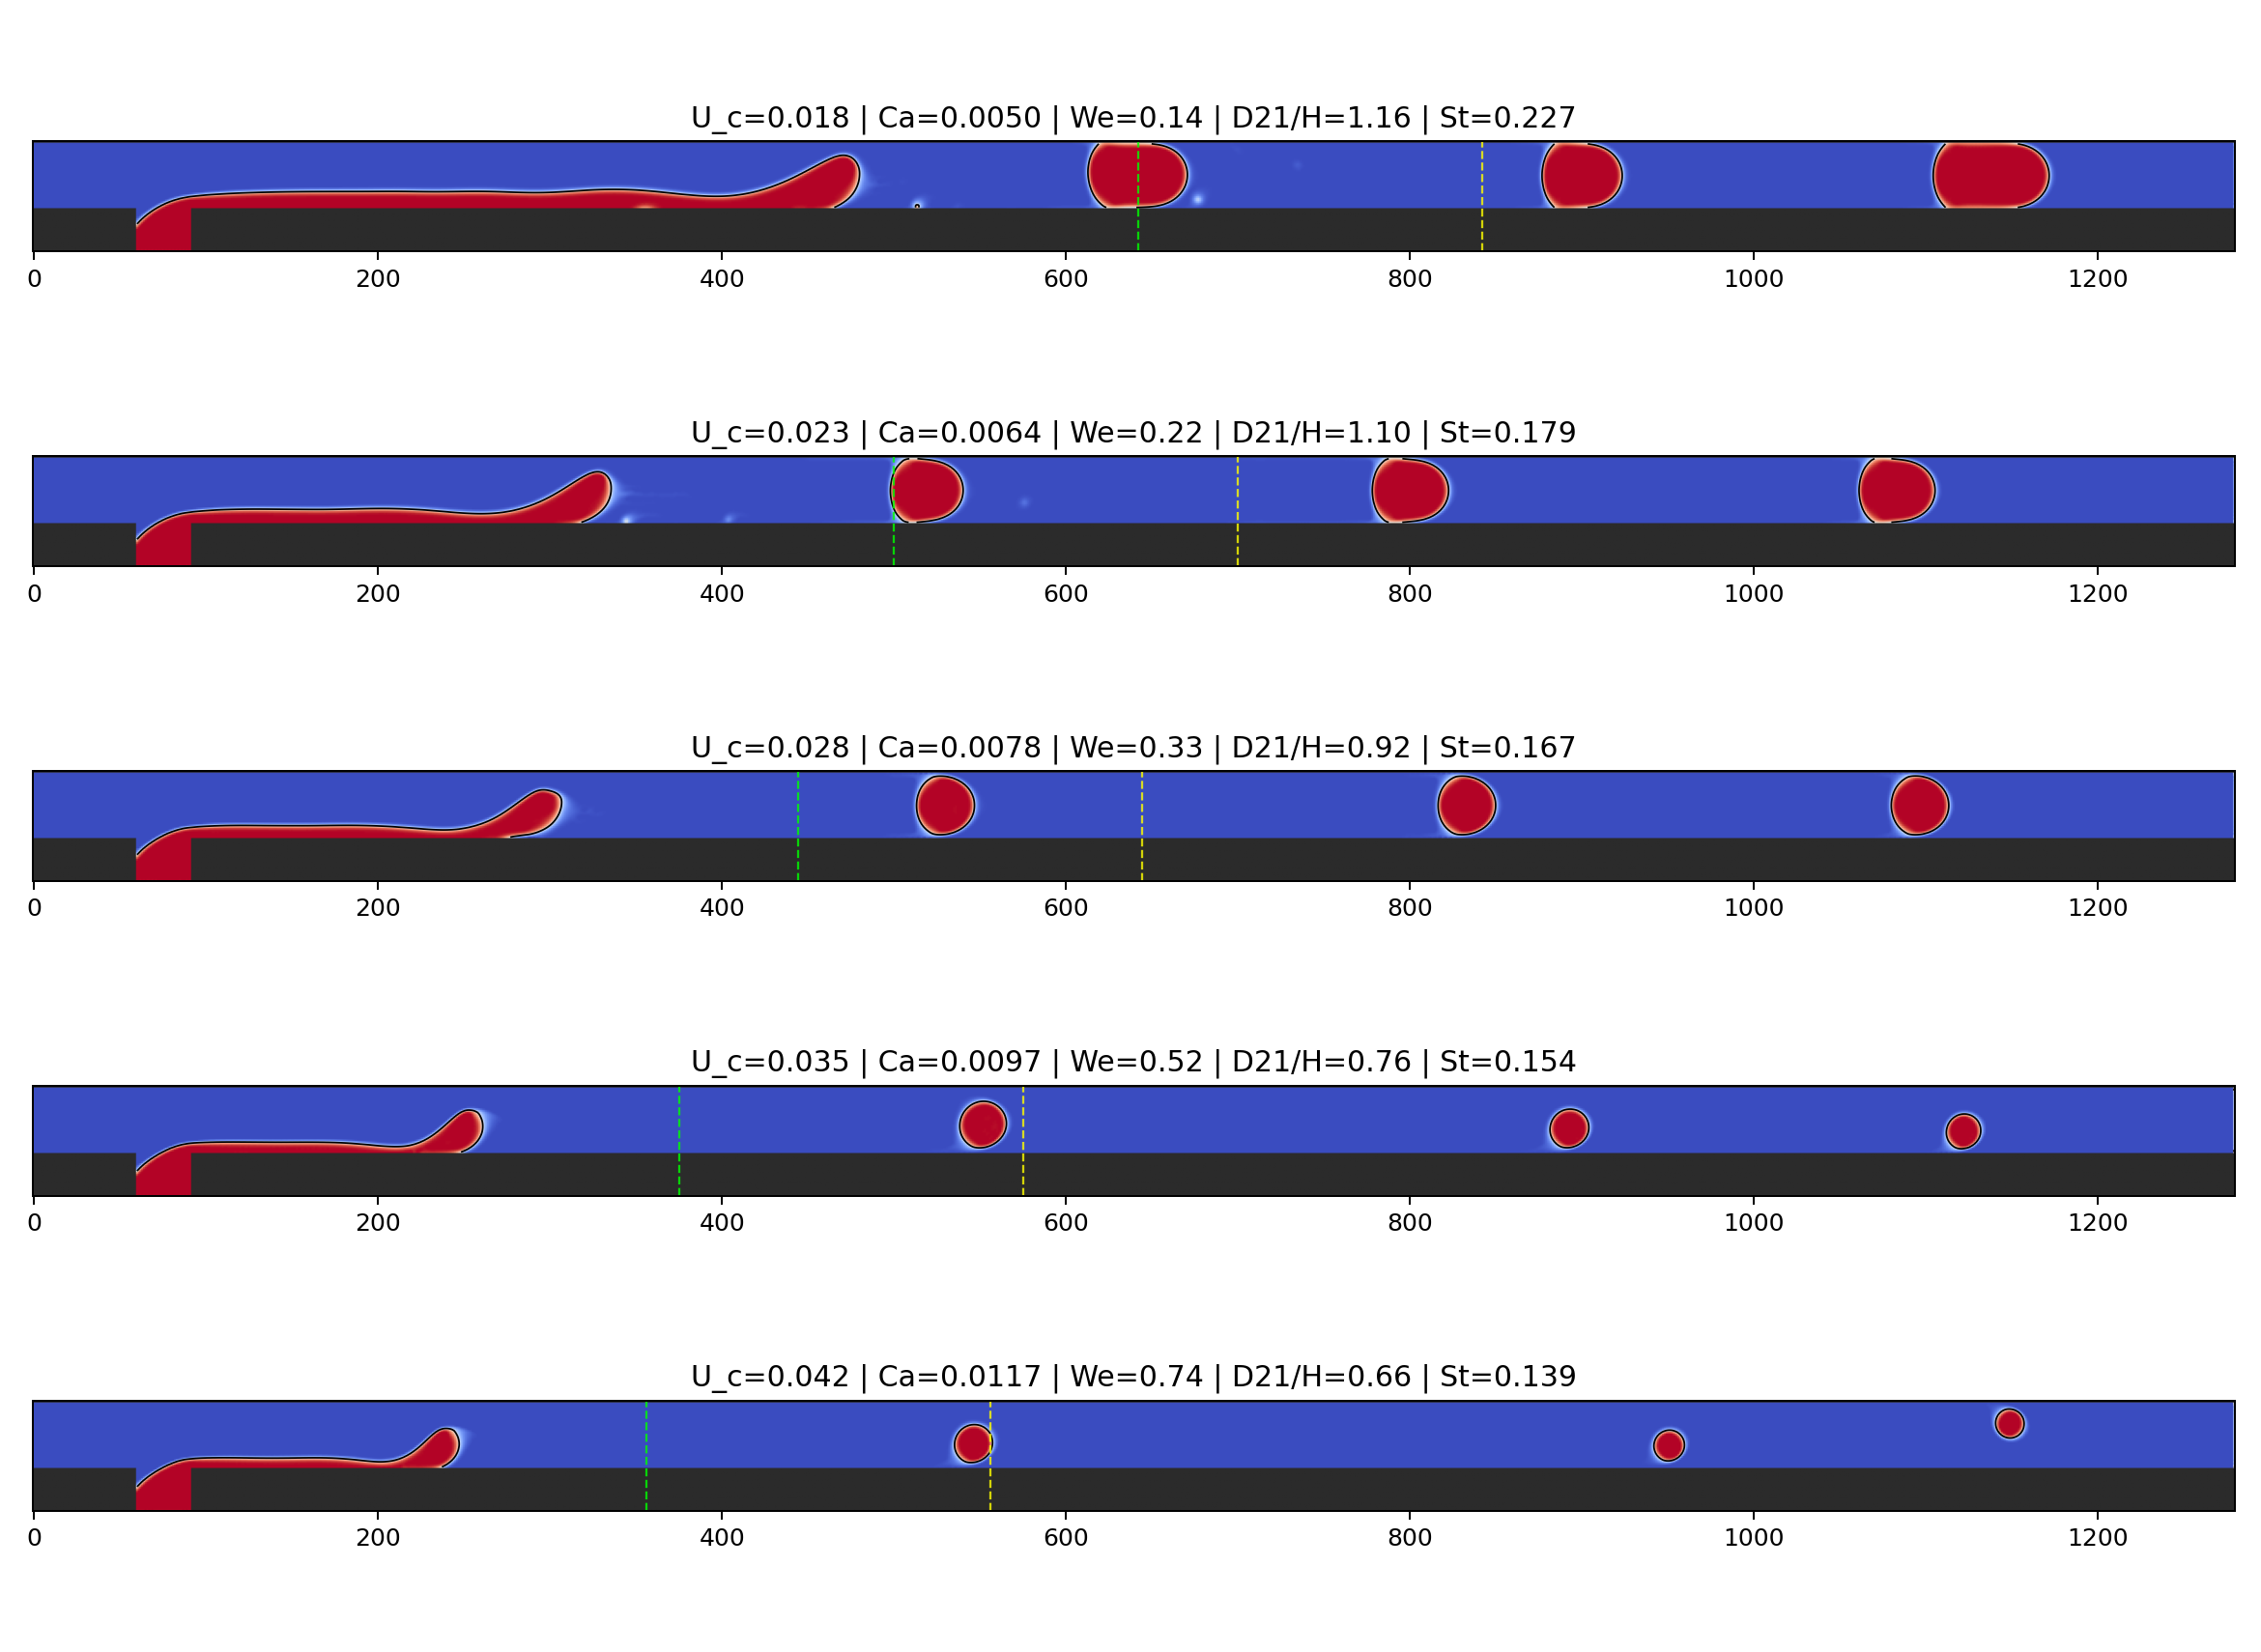 U_c=0.018 | Ca=0.0050 | We=0.14 | D21/H=1.16 | St=0.227
0 200 400 600 800 1000 1200
U_c=0.023 | Ca=0.0064 | We=0.22 | D21/H=1.10 | St=0.179
0 200 400 600 800 1000 1200
U_c=0.028 | Ca=0.0078 | We=0.33 | D21/H=0.92 | St=0.167
0 200 400 600 800 1000 1200
U_c=0.035 | Ca=0.0097 | We=0.52 | D21/H=0.76 | St=0.154
0 200 400 600 800 1000 1200
U_c=0.042 | Ca=0.0117 | We=0.74 | D21/H=0.66 | St=0.139
0 200 400 600 800 1000 1200